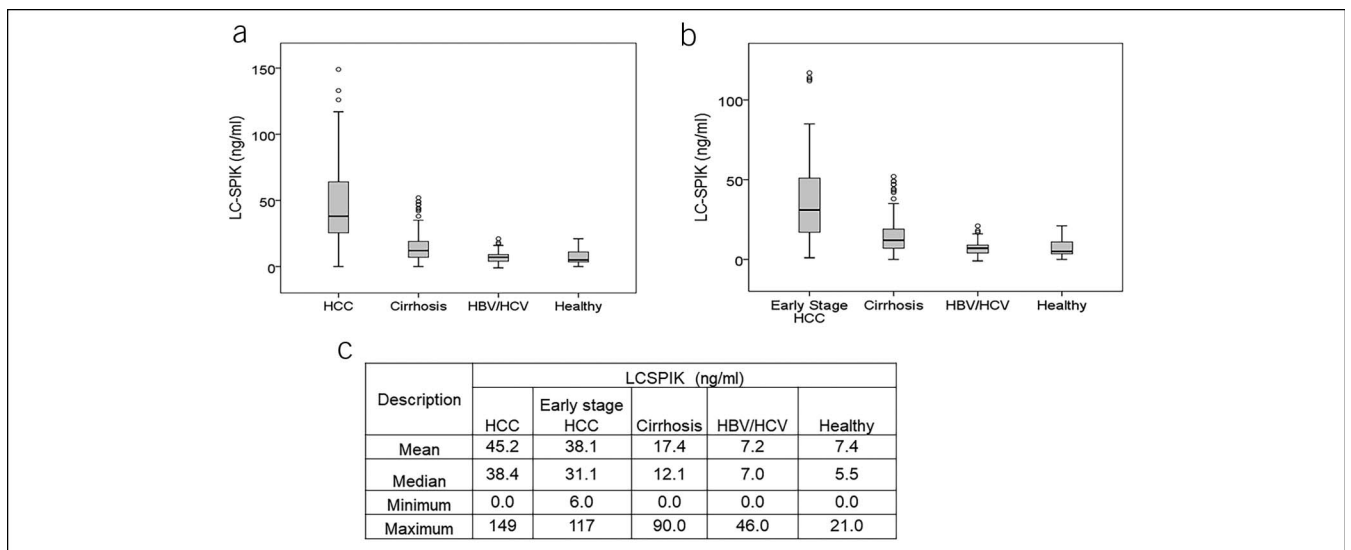 a
LC-SPIK (ng/ml)
150
100
50
0
HCC Cirrhosis HBV/HCV Healthy
b
LC-SPIK (ng/ml)
100
50
0
Early Stage Cirrhosis HBV/HCV Healthy
HCC
c
Description LCSPIK (ng/ml)
HCC Early stage HCC Cirrhosis HBV/HCV Healthy
Mean 45.2 38.1 17.4 7.2 7.4
Median 38.4 31.1 12.1 7.0 5.5
Minimum 0.0 6.0 0.0 0.0 0.0
Maximum 149 117 90.0 46.0 21.0